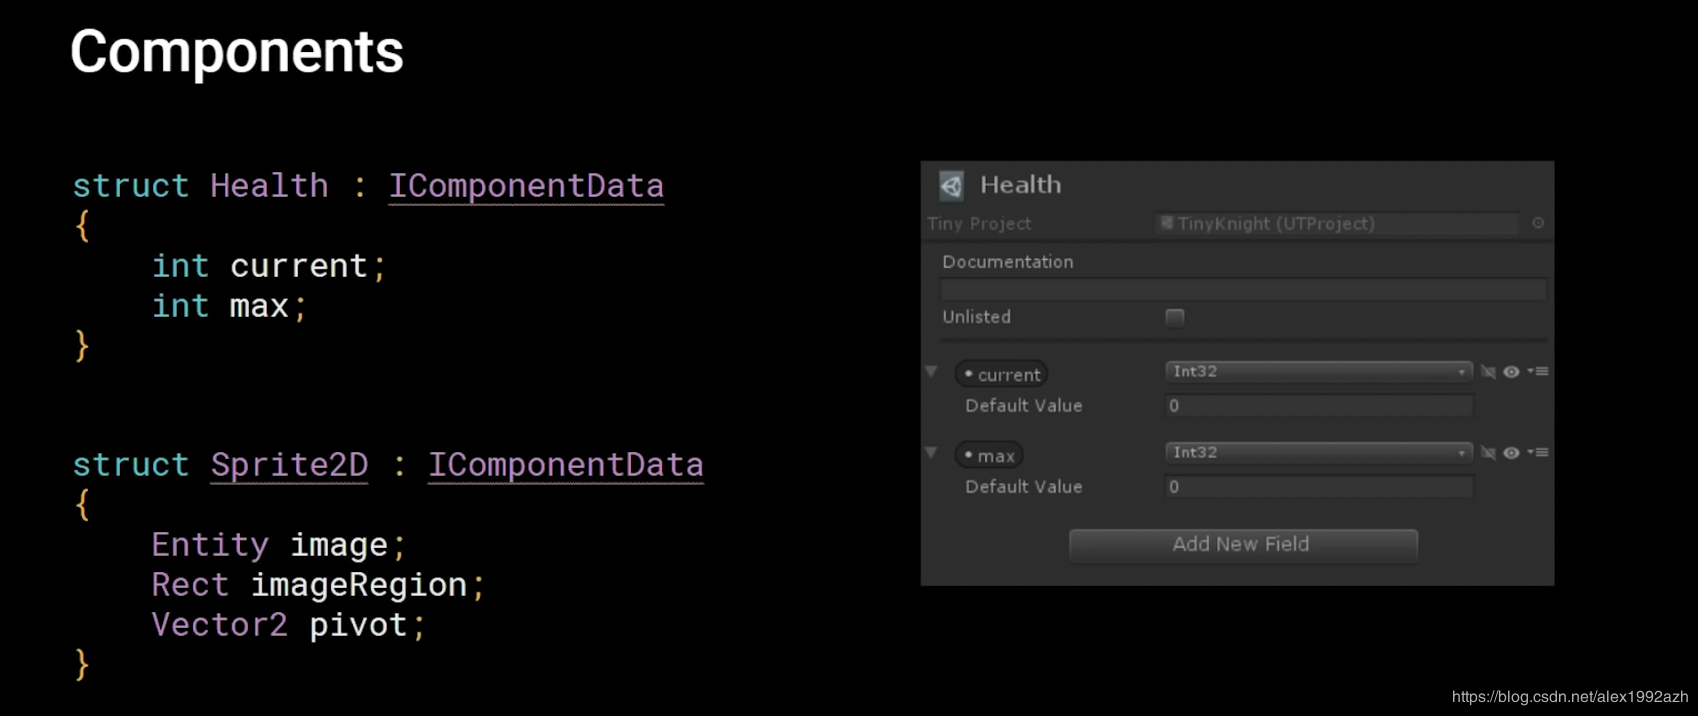 Components
struct Health : IComponentData
{
int current;
int max;
}
struct Sprite2D : IComponentData
{
Entity image;
Rect imageRegion;
Vector2 pivot;
}
Health
Tiny Project TinyKnight (UTProject)
Documentation
Unlisted
current Int32
Default Value 0
max Int32
Default Value 0
Add New Field
https://blog.csdn.net/alex1992azh